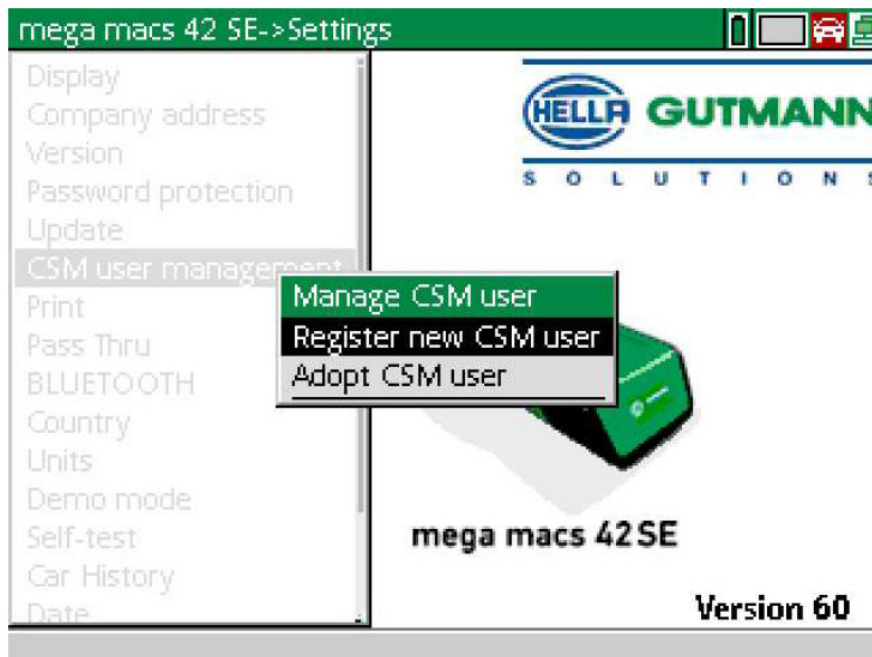 mega macs 42 SE->Settings
Display
Company address
Version
Password protection
Update
CSM user management
Print
Pass Thru
BLUETOOTH
Country
Units
Demo mode
Self-test
Car History
Date
Manage CSM user
Register new CSM user
Adopt CSM user
HELLA GUTMANN
SOLUTIONS
mega macs 42SE
Version 60